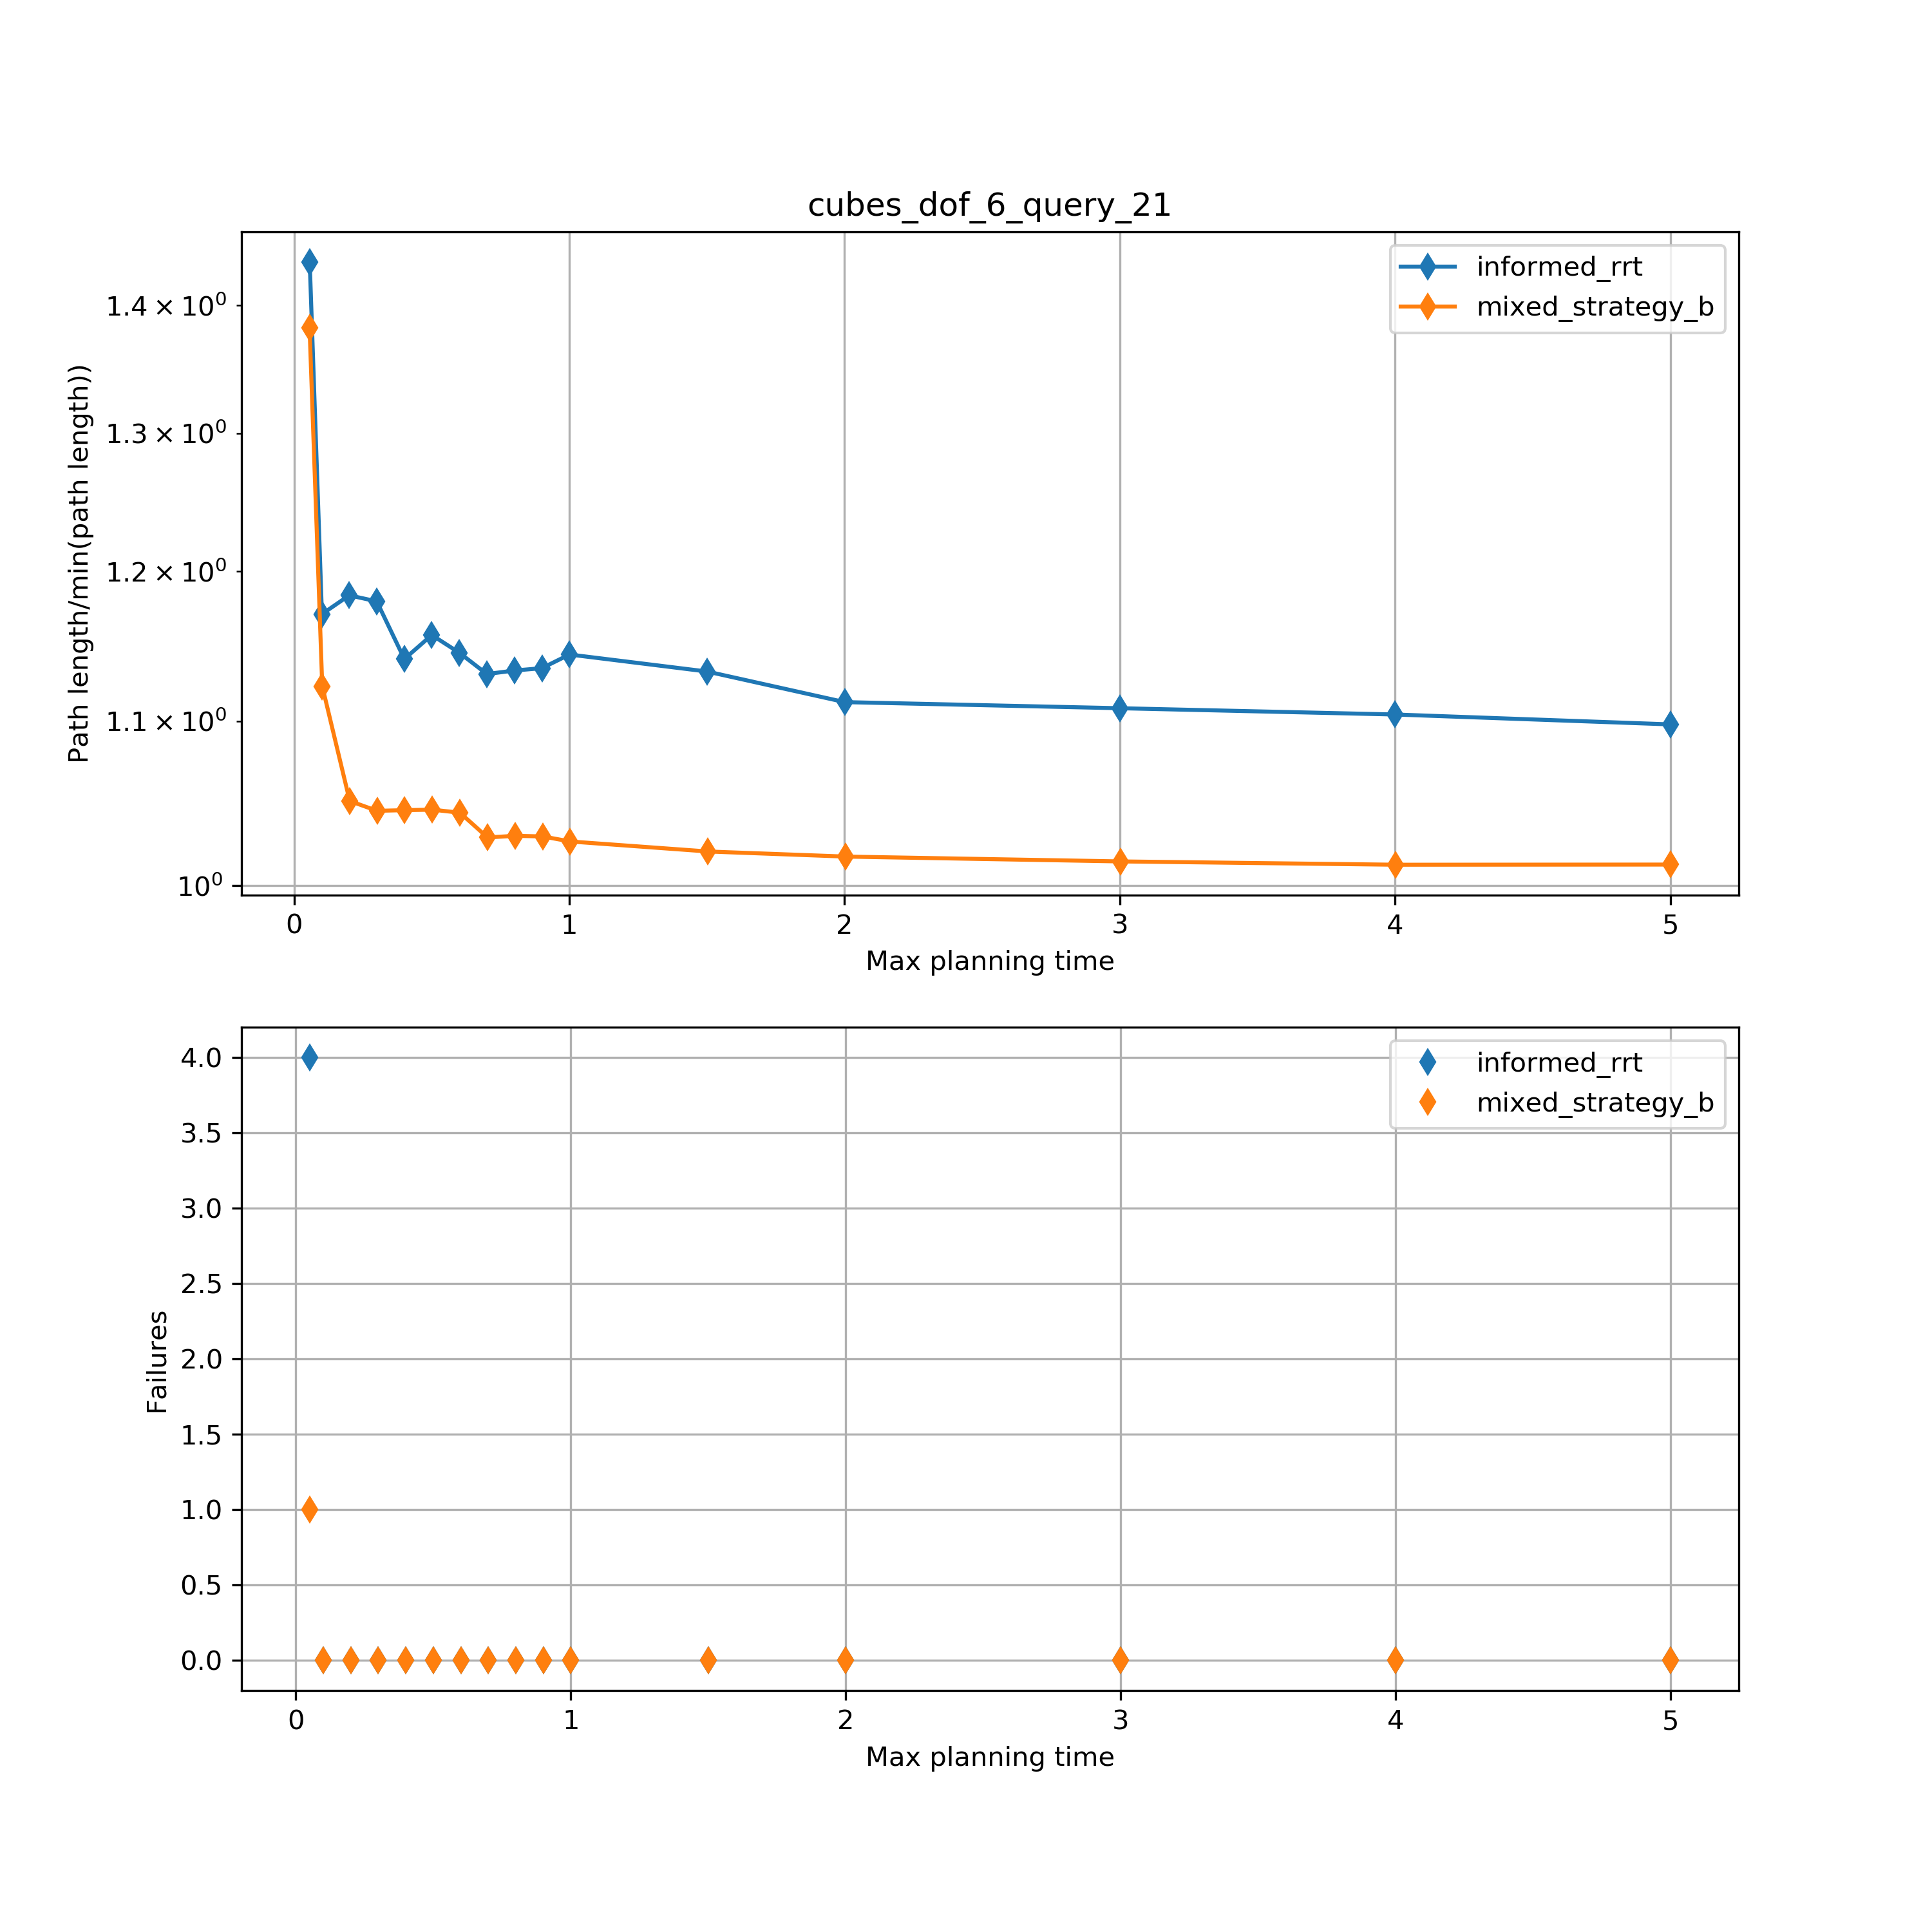 cubes_dof_6_query_21
Path length/min(path length))
1.4 × 10⁰
1.3 × 10⁰
1.2 × 10⁰
1.1 × 10⁰
10⁰
informed_rrt
mixed_strategy_b
0 1 2 3 4 5
Max planning time
Failures
4.0
3.5
3.0
2.5
2.0
1.5
1.0
0.5
0.0
informed_rrt
mixed_strategy_b
0 1 2 3 4 5
Max planning time